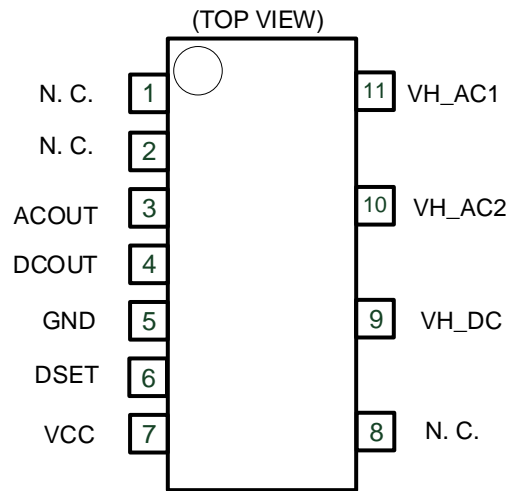 (TOP VIEW)
N. C. 1
N. C. 2
ACOUT 3
DCOUT 4
GND 5
DSET 6
VCC 7
11 VH_AC1
10 VH_AC2
9 VH_DC
8 N. C.